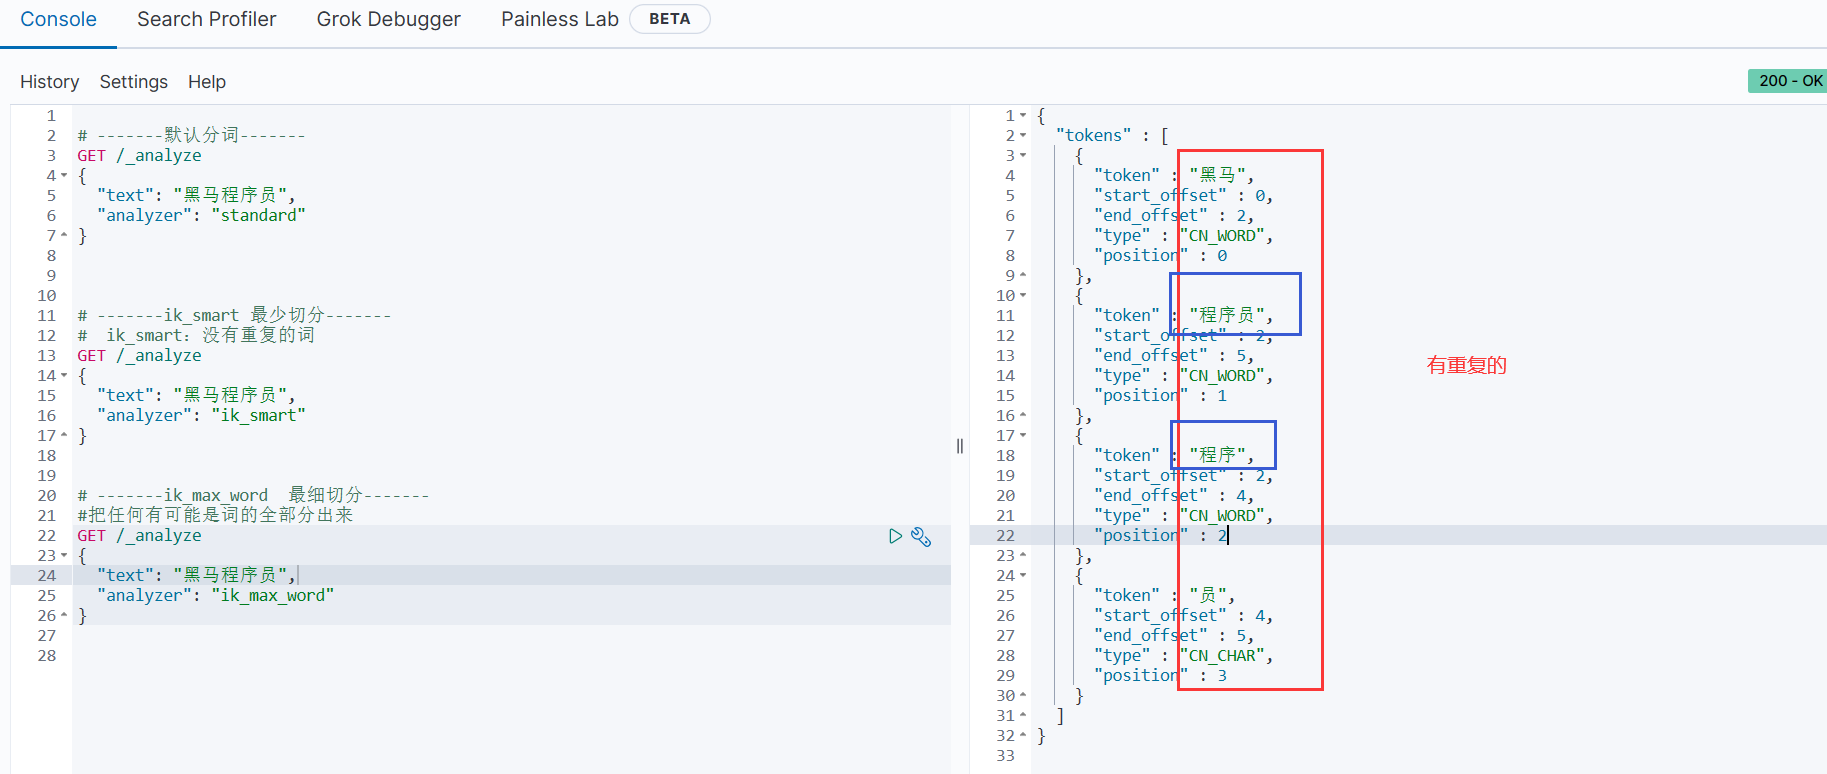 Console Search Profiler Grok Debugger Painless Lab BETA
History Settings Help
200 - OK
1
2 # -------默认分词-------
3 GET /_analyze
4 {
5 "text": "黑马程序员",
6 "analyzer": "standard"
7 }
8
9
10
11 # -------ik_smart 最少切分-------
12 # ik_smart: 没有重复的词
13 GET /_analyze
14 {
15 "text": "黑马程序员",
16 "analyzer": "ik_smart"
17 }
18
19
20 # -------ik_max_word 最细切分-------
21 #把任何有可能是词的全部分出来
22 GET /_analyze
23 {
24 "text": "黑马程序员",
25 "analyzer": "ik_max_word"
26 }
27
28
1 {
2 "tokens" : [
3 {
4 "token" : "黑马",
5 "start_offset" : 0,
6 "end_offset" : 2,
7 "type" : "CN_WORD",
8 "position" : 0
9 },
10 {
11 "token" : "程序员",
12 "start_offset" : 2,
13 "end_offset" : 5,
14 "type" : "CN_WORD",
15 "position" : 1
16 },
17 {
18 "token" : "程序",
19 "start_offset" : 2,
20 "end_offset" : 4,
21 "type" : "CN_WORD",
22 "position" : 2
23 },
24 {
25 "token" : "员",
26 "start_offset" : 4,
27 "end_offset" : 5,
28 "type" : "CN_CHAR",
29 "position" : 3
30 }
31 ]
32 }
33
有重复的